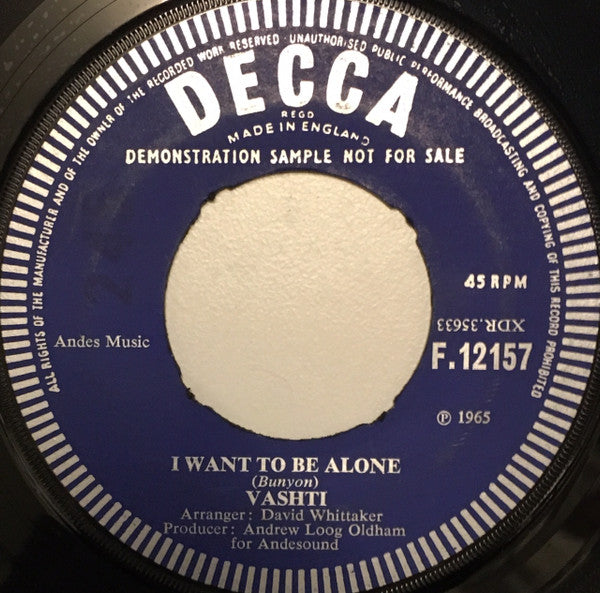 ALL RIGHTS OF THE MANUFACTURER AND OF THE OWNER OF THE RECORDED WORK RESERVED · UNAUTHORISED PUBLIC PERFORMANCE BROADCASTING AND COPYING OF THIS RECORD PROHIBITED
DECCA
REGD
MADE IN ENGLAND
DEMONSTRATION SAMPLE NOT FOR SALE
45 RPM
XDR.35633
Andes Music
F.12157
℗ 1965
I WANT TO BE ALONE
(Bunyon)
VASHTI
Arranger: David Whittaker
Producer: Andrew Loog Oldham
for Andesound